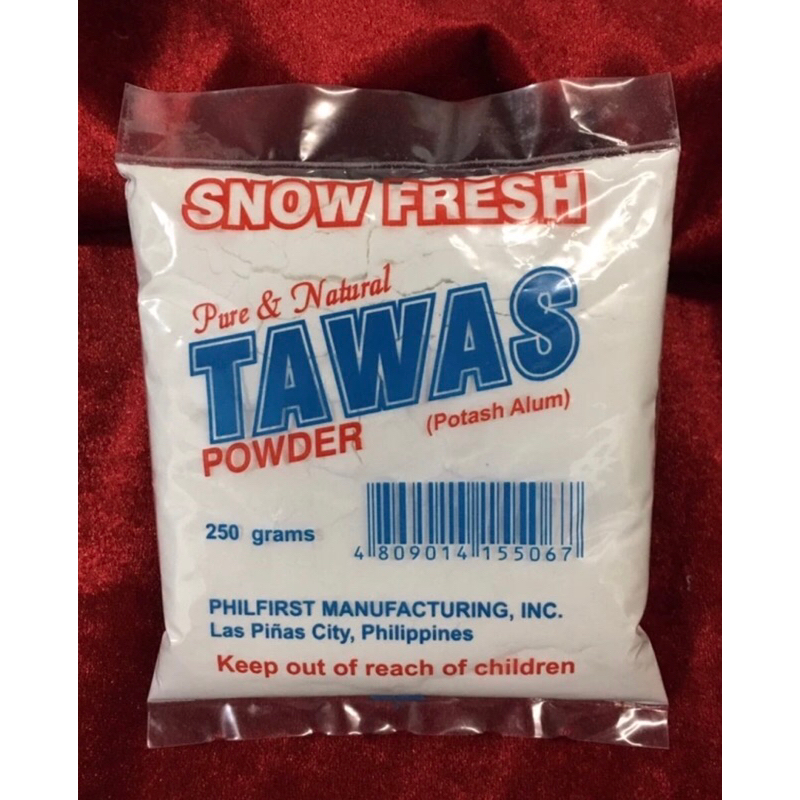 SNOW FRESH
Pure & Natural
TAWAS
POWDER
(Potash Alum)
250 grams
4 809014 155067
PHILFIRST MANUFACTURING, INC.
Las Piñas City, Philippines
Keep out of reach of children